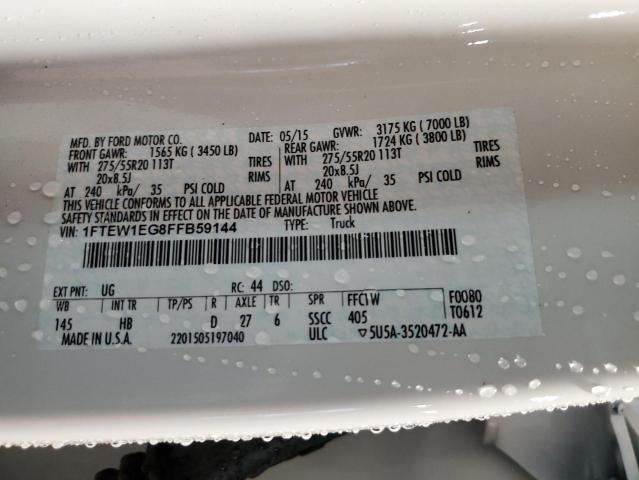 MFD. BY FORD MOTOR CO. DATE: 05/15 GVWR: 3175 KG ( 7000 LB)
FRONT GAWR: 1565 KG ( 3450 LB) REAR GAWR: 1724 KG ( 3800 LB)
WITH 275/55R20 113T TIRES WITH 275/55R20 113T TIRES
20x8.5J RIMS 20x8.5J RIMS
AT 240 kPa/ 35 PSI COLD AT 240 kPa/ 35 PSI COLD
THIS VEHICLE CONFORMS TO ALL APPLICABLE FEDERAL MOTOR VEHICLE
SAFETY STANDARDS IN EFFECT ON THE DATE OF MANUFACTURE SHOWN ABOVE.
VIN: 1FTEW1EG8FFB59144 TYPE: Truck
EXT PNT: UG RC: 44 DSO:
WB INT TR TP/PS R AXLE TR SPR FFC1W F0080
145 HB D 27 6 SSCC 405 T0612
MADE IN U.S.A. 2201505197040 ULC ▽5U5A-3520472-AA